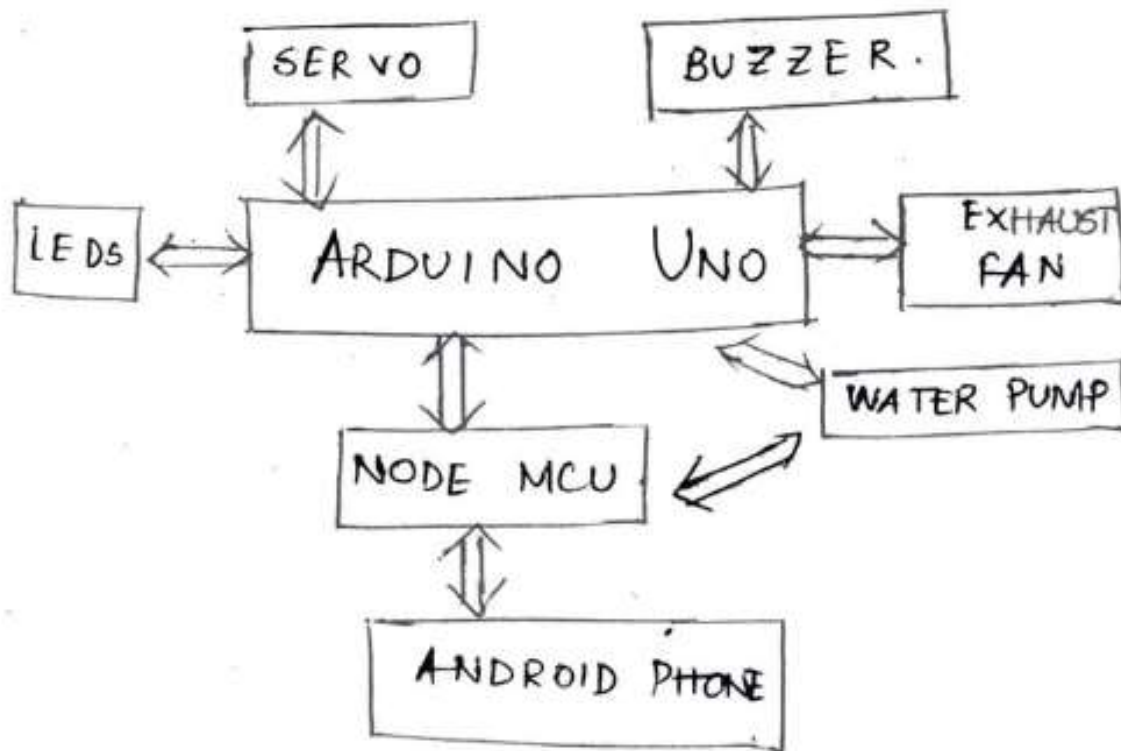 SERVO
BUZZER.
LEDS
ARDUINO UNO
EXHAUST
FAN
WATER PUMP
NODE MCU
ANDROID PHONE